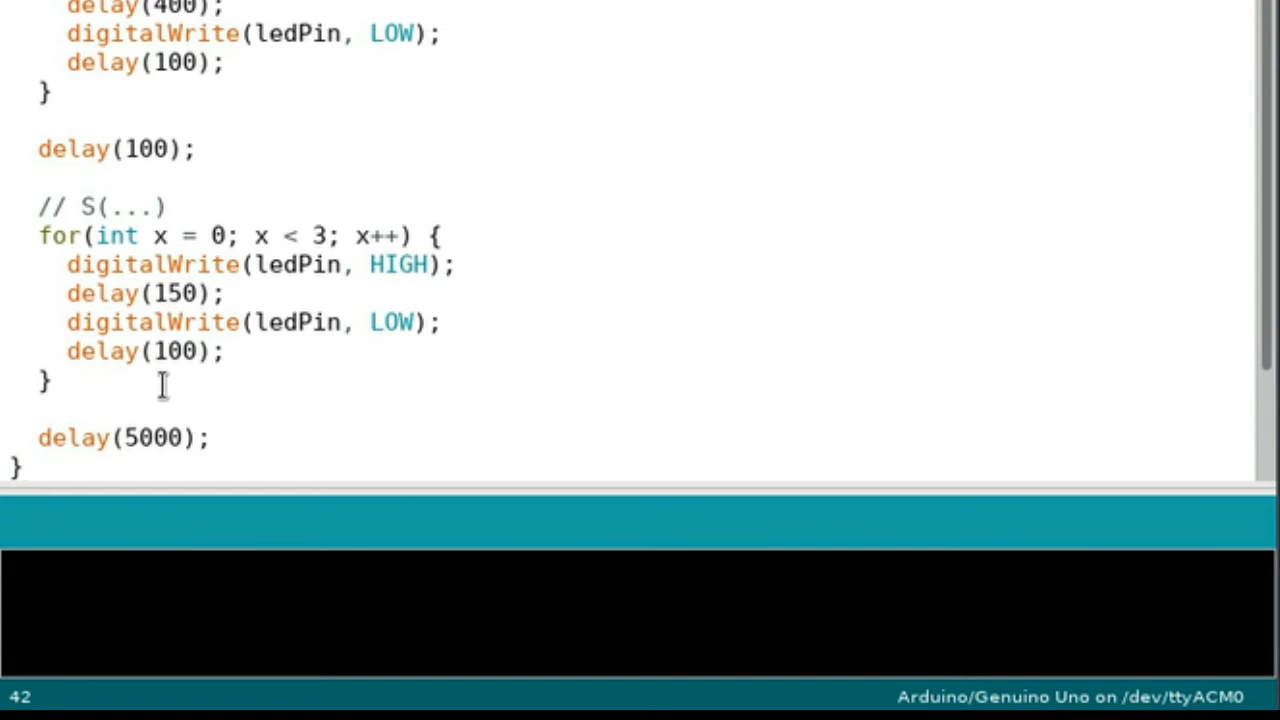 delay(400);
    digitalWrite(ledPin, LOW);
    delay(100);
  }

  delay(100);

  // S(...)
  for(int x = 0; x < 3; x++) {
    digitalWrite(ledPin, HIGH);
    delay(150);
    digitalWrite(ledPin, LOW);
    delay(100);
  }

  delay(5000);
}
42
Arduino/Genuino Uno on /dev/ttyACM0